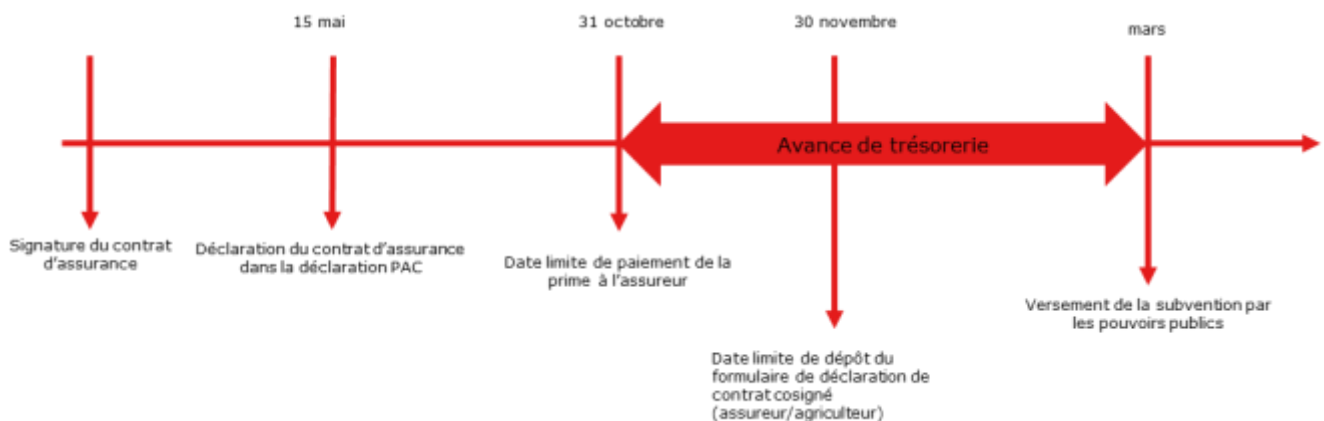 15 mai
31 octobre
30 novembre
mars
Avance de trésorerie
Signature du contrat
d'assurance
Déclaration du contrat d'assurance
dans la déclaration PAC
Date limite de paiement de la
prime à l'assureur
Date limite de dépôt du
formulaire de déclaration de
contrat cosigné
(assureur/agriculteur)
Versement de la subvention par
les pouvoirs publics